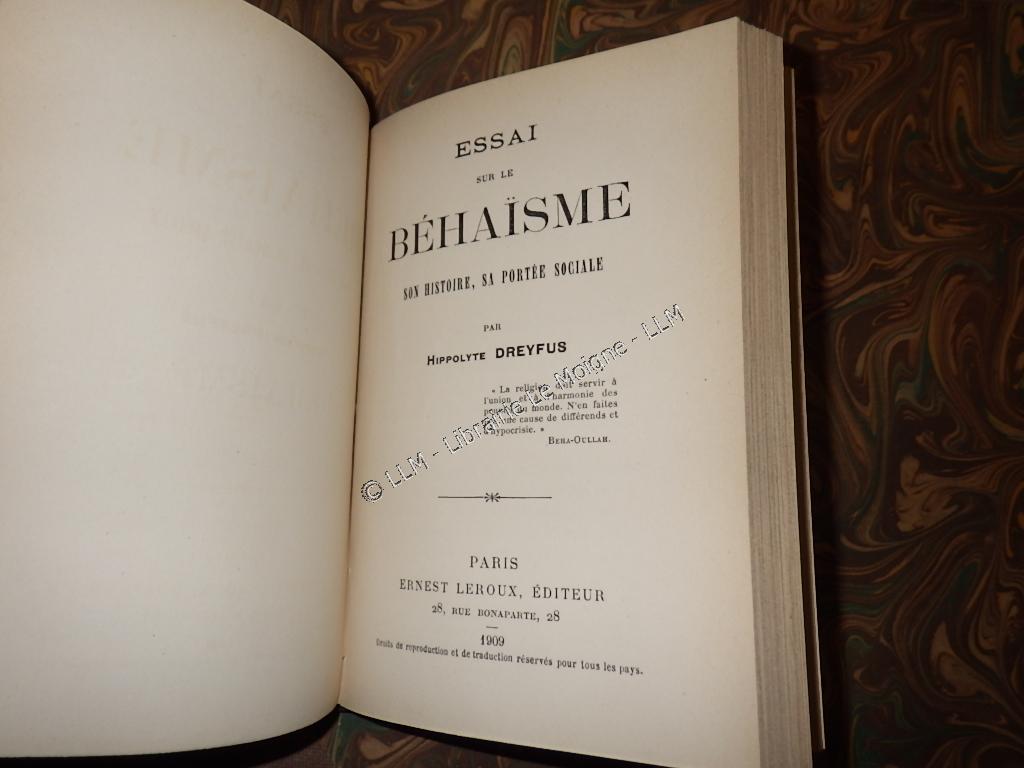 ESSAI
SUR LE
BÉHAÏSME
SON HISTOIRE, SA PORTÉE SOCIALE
PAR
HIPPOLYTE DREYFUS
« La religion doit servir à
l'union et à l'harmonie des
du monde. N'en faites
une cause de différends et
d'hypocrisie. »
BEHA-OULLAH.
PARIS
ERNEST LEROUX, ÉDITEUR
28, RUE BONAPARTE, 28
1909
Droits de reproduction et de traduction réservés pour tous les pays.
© LLM - Librairie Le Moigne - LLM